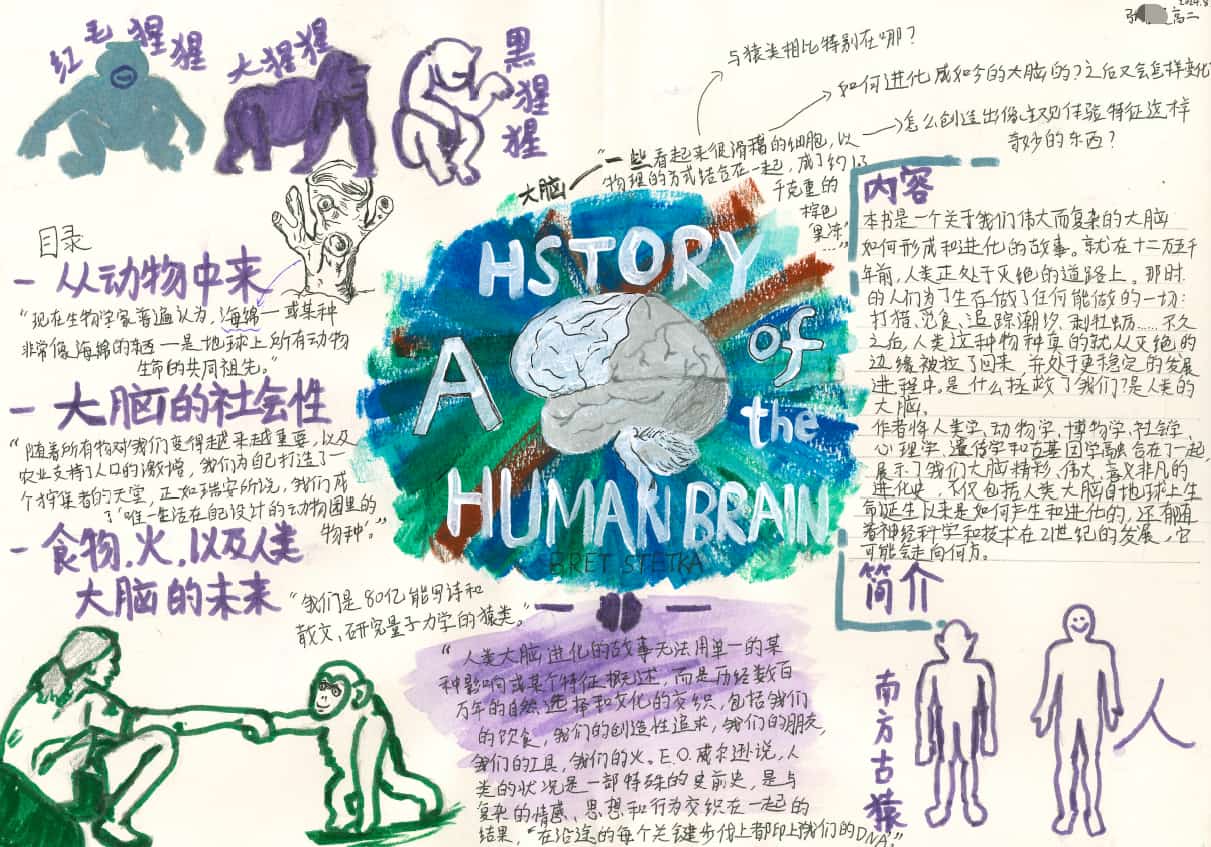 2024.8
张 高二
红毛猩猩
大猩猩
黑猩猩
与猿类相比特别在哪？
如何进化成如今的大脑的？之后又会怎样变化
怎么创造出像主观体验特征这样
奇妙的东西？
大脑
“一些看起来很滑稽的细胞，以
物理的方式结合在一起，成了约1.3
千克重的
棕色
“果冻”
……”
A HSTORY of the HUMAN BRAIN
BRET STETKA
目录
一 从动物中来
“现在生物学家普遍认为，海绵一或某种
非常像海绵的东西一是地球上所有动物
生命的共同祖先。”
一 大脑的社会性
“随着所有物对我们变得越来越重要，以及
农业支持了人口的激增，我们为自己打造了一
个狩集者的天堂，正如瑞安所说，我们成
了‘唯一生活在自己设计的动物园里的
物种’。”
一 食物、火，以及人类
大脑的未来
“我们是80亿能写诗和
散文、研究量子力学的猿类。”
内容
本书是一个关于我们伟大而复杂的大脑
如何形成和进化的故事。就在十二万五千
年前，人类正处于灭绝的道路上。那时
的人们为了生存做了任何能做的一切：
打猎、觅食、追踪潮汐、剥牡蛎……不久
之后，人类这种物种真的就从灭绝的
边缘被拉了回来，并处于更稳定的发展
进程中。是什么拯救了我们？是人类的
大脑。
作者将人类学、动物学、博物学、社会学、
心理学、遗传学和古基因学融合在了一起，
展示了我们大脑精彩、伟大、意义非凡的
进化史，不仅包括人类大脑自地球上生
命诞生以来是如何产生和进化的，还有随
着神经科学和技术在21世纪的发展，它
可能会走向何方。
简介
“人类大脑进化的故事无法用单一的某
种影响或某个特征概述，而是历经数百
万年的自然选择和文化的交织，包括我们
的饮食，我们的创造性追求，我们的朋友，
我们的工具，我们的火。E.O.威尔逊说，人
类的状况是一部特殊的史前史，是与
复杂的情感、思想和行为交织在一起的
结果，“在沿途的每个关键步伐上都印上我们的DNA”。”
南方古猿
人